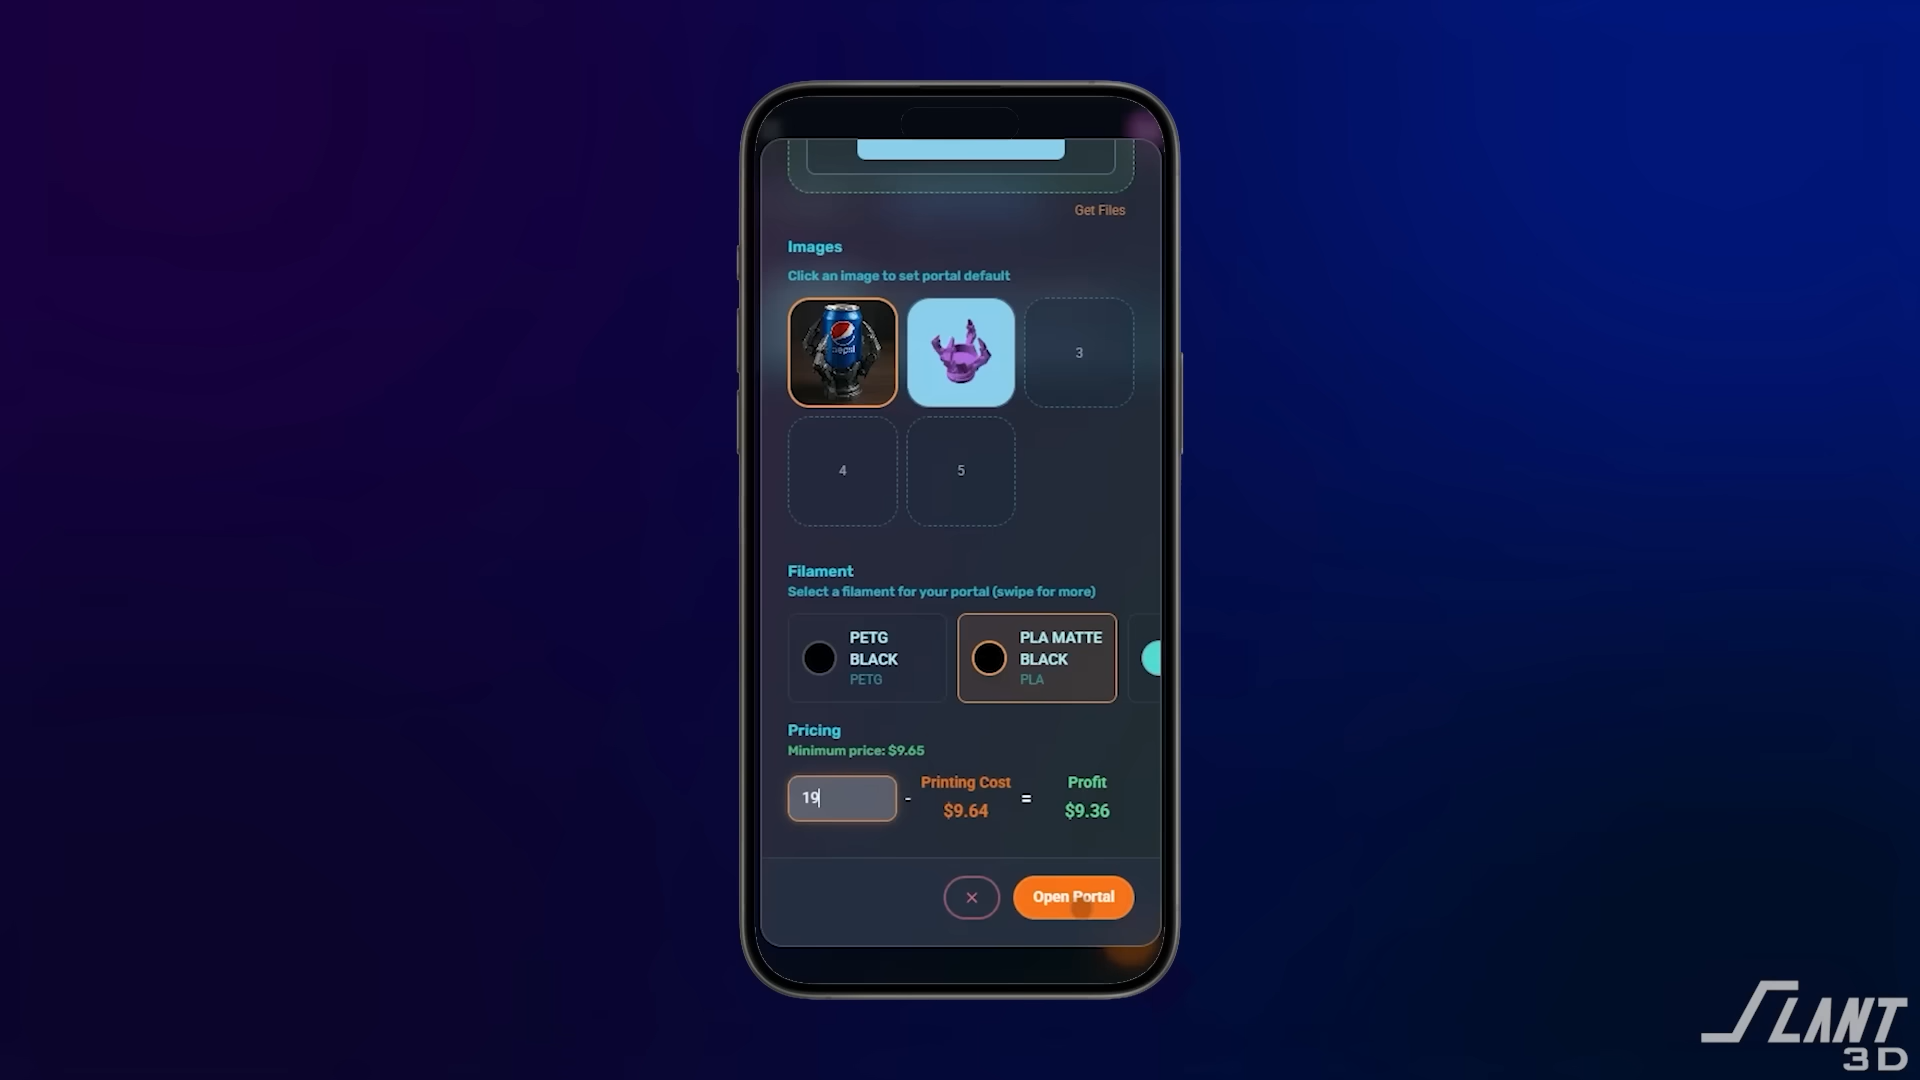 Get Files
Images
Click an image to set portal default
pepsi
3
4
5
Filament
Select a filament for your portal (swipe for more)
PETG
BLACK
PETG
PLA MATTE
BLACK
PLA
Pricing
Minimum price: $9.65
19
-
Printing Cost
$9.64
=
Profit
$9.36
×
Open Portal
SLANT
3D